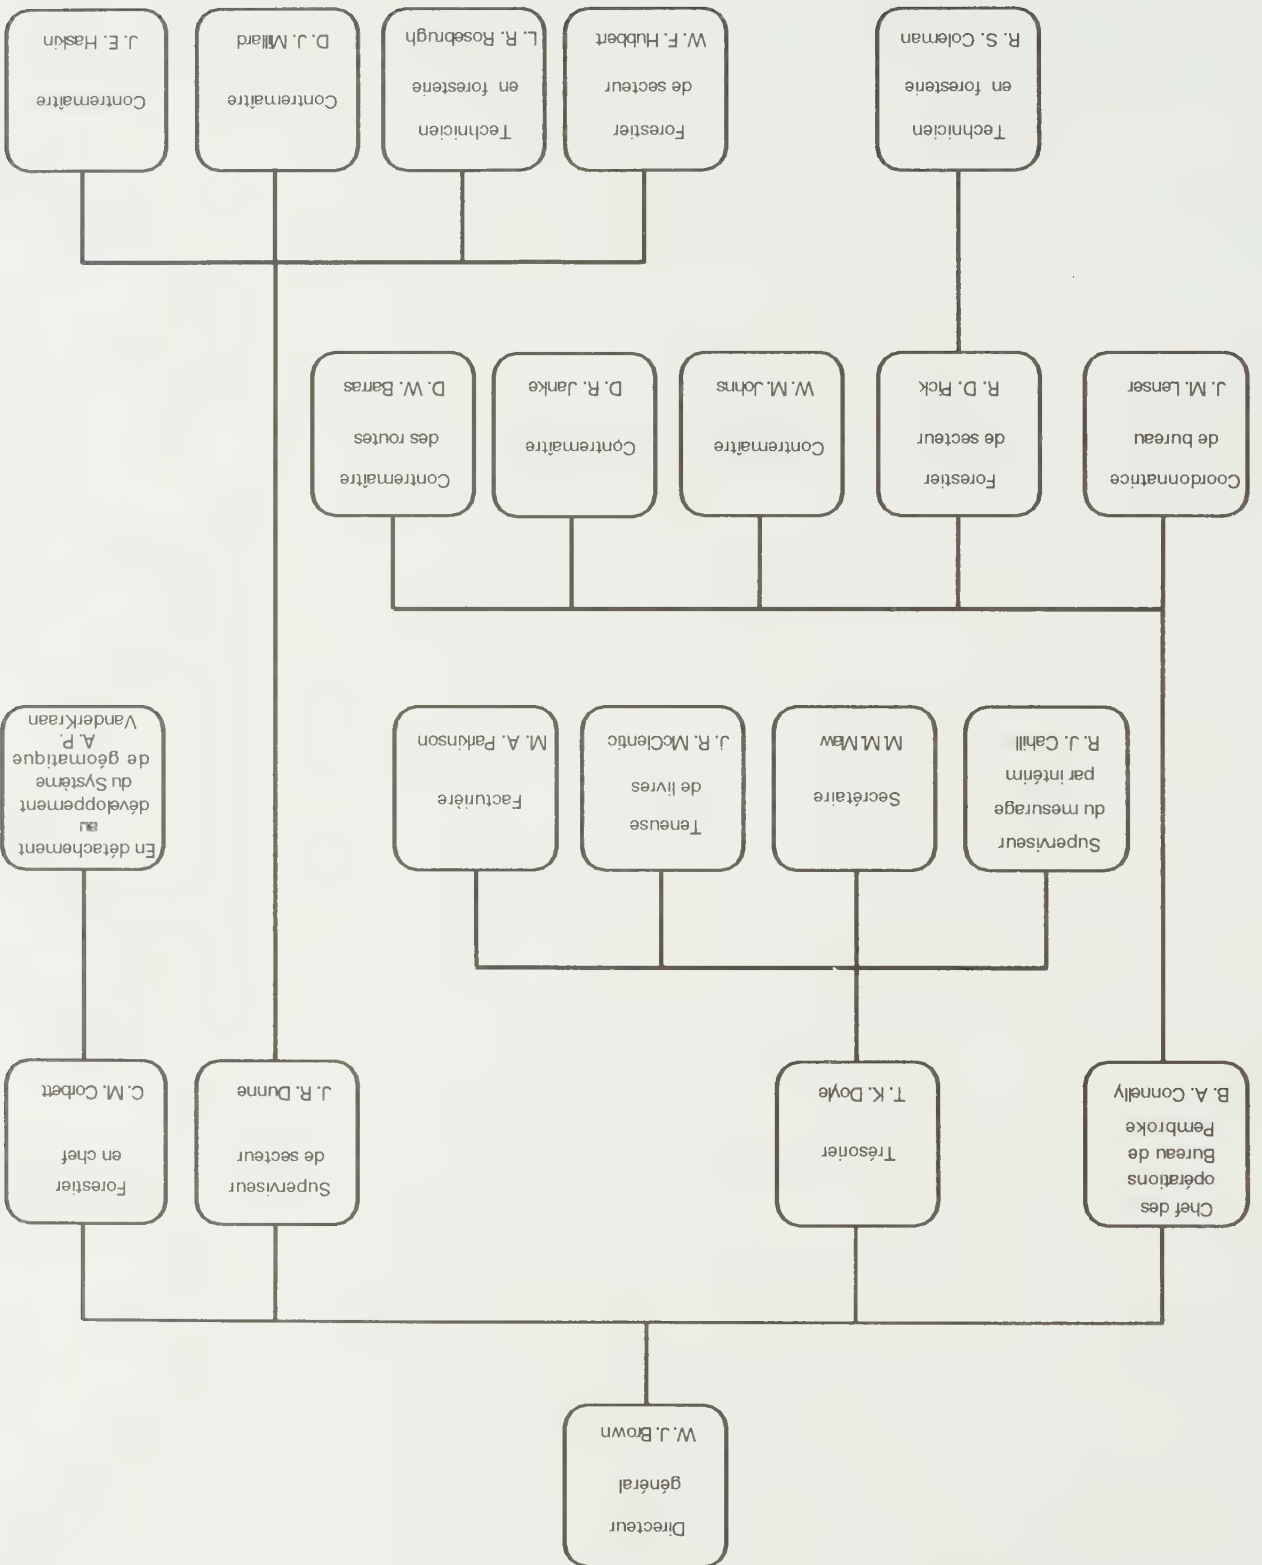 Directeur
général
W. J. Brown
Chef des
opérations
Bureau de
Pembroke
B. A. Connelly
Trésorier
T. K. Doyle
Superviseur
de secteur
J. R. Dunne
Forestier
en chef
C. M. Corbett
Superviseur
du mesurage
par intérim
R. J. Cahill
Secrétaire
M.M. Maw
Teneuse
de livres
J. R. McClentic
Facturière
M. A. Parkinson
En détachement
au
développement
du Système
de géomatique
A. P.
VanderKraan
Coordonnatrice
de bureau
J. M. Lenser
Forestier
de secteur
R. D. Pick
Contremaître
W. M. Johns
Contremaître
D. R. Janke
Contremaître
des routes
D. W. Barras
Technicien
en foresterie
R. S. Coleman
Forestier
de secteur
W. F. Hubbert
Technicien
en foresterie
L. R. Rosebrugh
Contremaître
D. J. Millard
Contremaître
J. E. Haskin